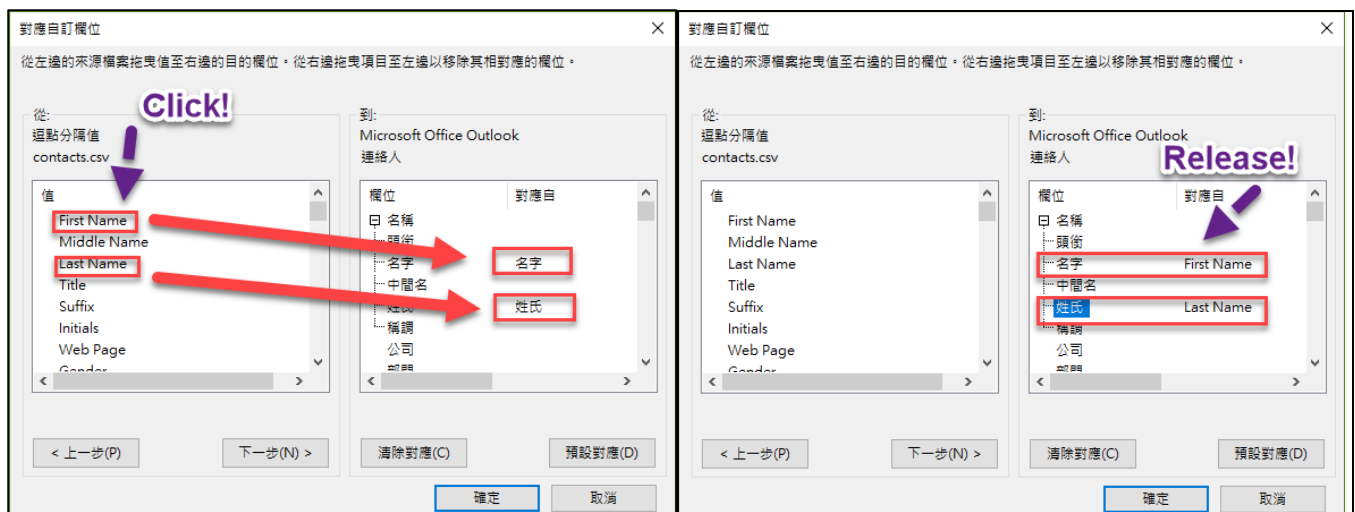 對應自訂欄位
從左邊的來源檔案拖曳值至右邊的目的欄位。從右邊拖曳項目至左邊以移除其相對應的欄位。
Click!
從:
逗點分隔值
contacts.csv
值
First Name
Middle Name
Last Name
Title
Suffix
Initials
Web Page
Gender
< 上一步(P)
下一步(N) >
到:
Microsoft Office Outlook
連絡人
欄位 對應自
名稱
頭銜
名字 名字
中間名
姓氏 姓氏
稱謂
公司
部門
清除對應(C)
預設對應(D)
確定
取消
對應自訂欄位
從左邊的來源檔案拖曳值至右邊的目的欄位。從右邊拖曳項目至左邊以移除其相對應的欄位。
從:
逗點分隔值
contacts.csv
值
First Name
Middle Name
Last Name
Title
Suffix
Initials
Web Page
Gender
< 上一步(P)
下一步(N) >
到:
Microsoft Office Outlook
連絡人
Release!
欄位 對應自
名稱
頭銜
名字 First Name
中間名
姓氏 Last Name
稱謂
公司
部門
清除對應(C)
預設對應(D)
確定
取消